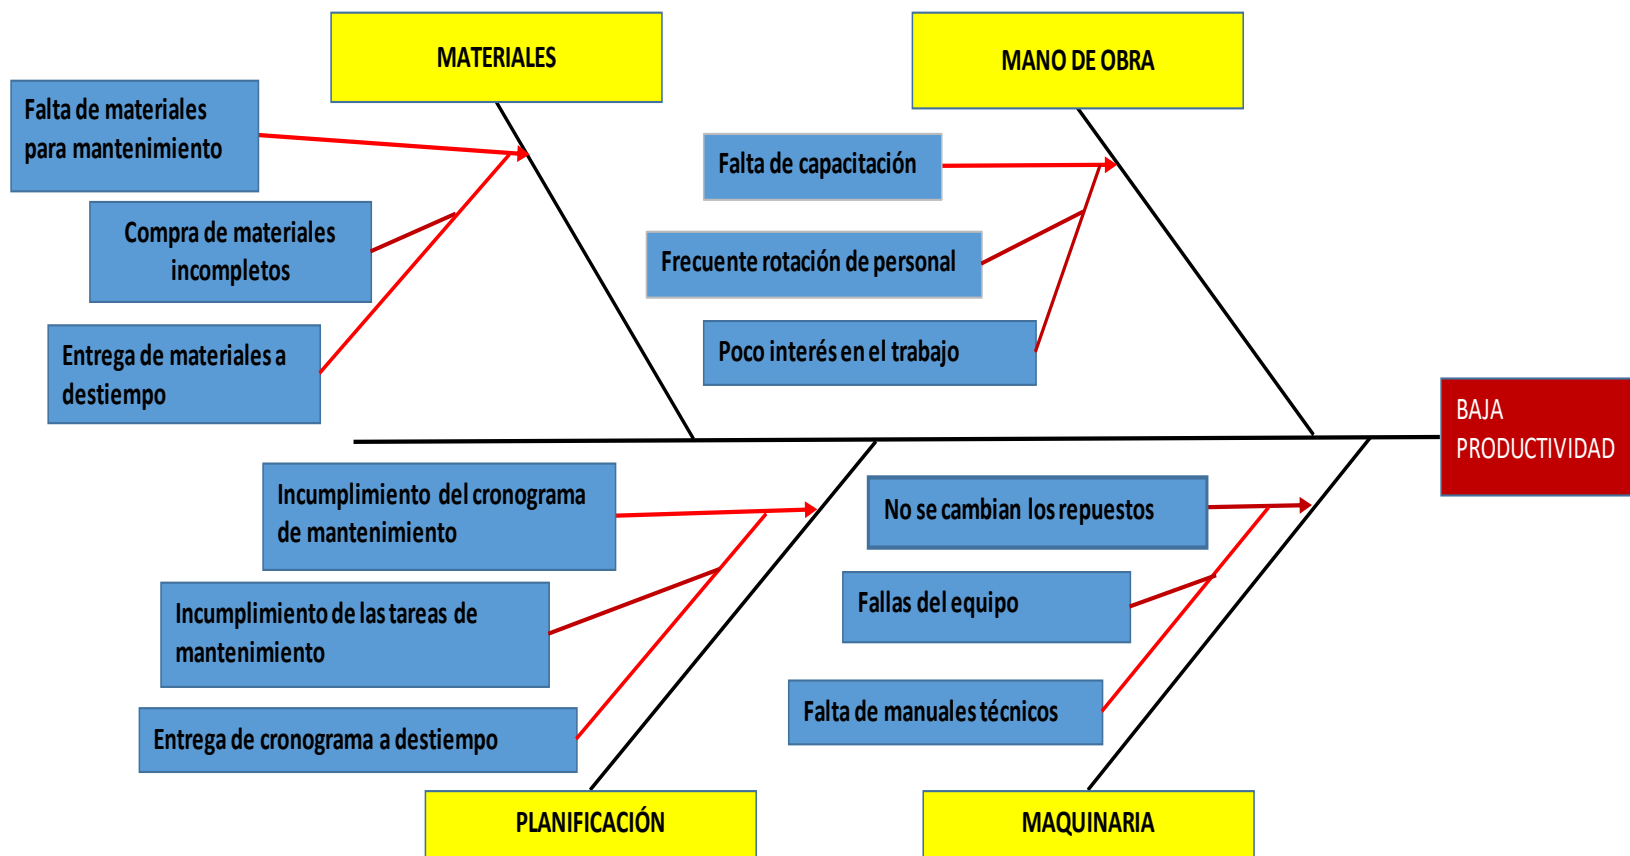 MATERIALES
MANO DE OBRA
Falta de materiales
para mantenimiento
Falta de capacitación
Compra de materiales
incompletos
Frecuente rotación de personal
Entrega de materiales a
destiempo
Poco interés en el trabajo
BAJA
PRODUCTIVIDAD
Incumplimiento del cronograma
de mantenimiento
No se cambian los repuestos
Incumplimiento de las tareas de
mantenimiento
Fallas del equipo
Entrega de cronograma a destiempo
Falta de manuales técnicos
PLANIFICACIÓN
MAQUINARIA